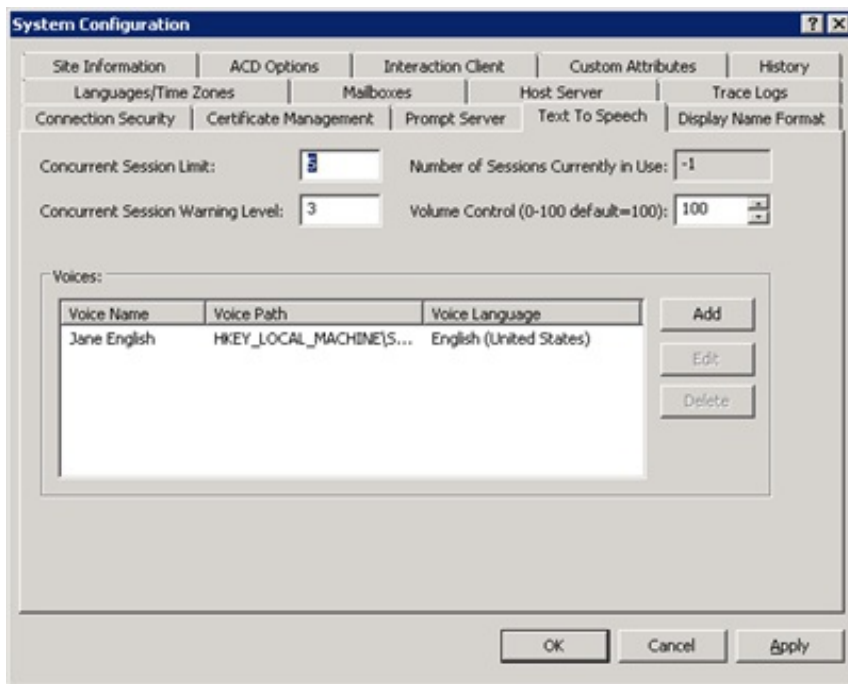 System Configuration
Site Information ACD Options Interaction Client Custom Attributes History
Languages/Time Zones Mailboxes Host Server Trace Logs
Connection Security Certificate Management Prompt Server Text To Speech Display Name Format
Concurrent Session Limit: 5 Number of Sessions Currently in Use: -1
Concurrent Session Warning Level: 3 Volume Control (0-100 default=100): 100
Voices:
Voice Name Voice Path Voice Language
Jane English HKEY_LOCAL_MACHINE\S... English (United States)
Add
Edit
Delete
OK Cancel Apply